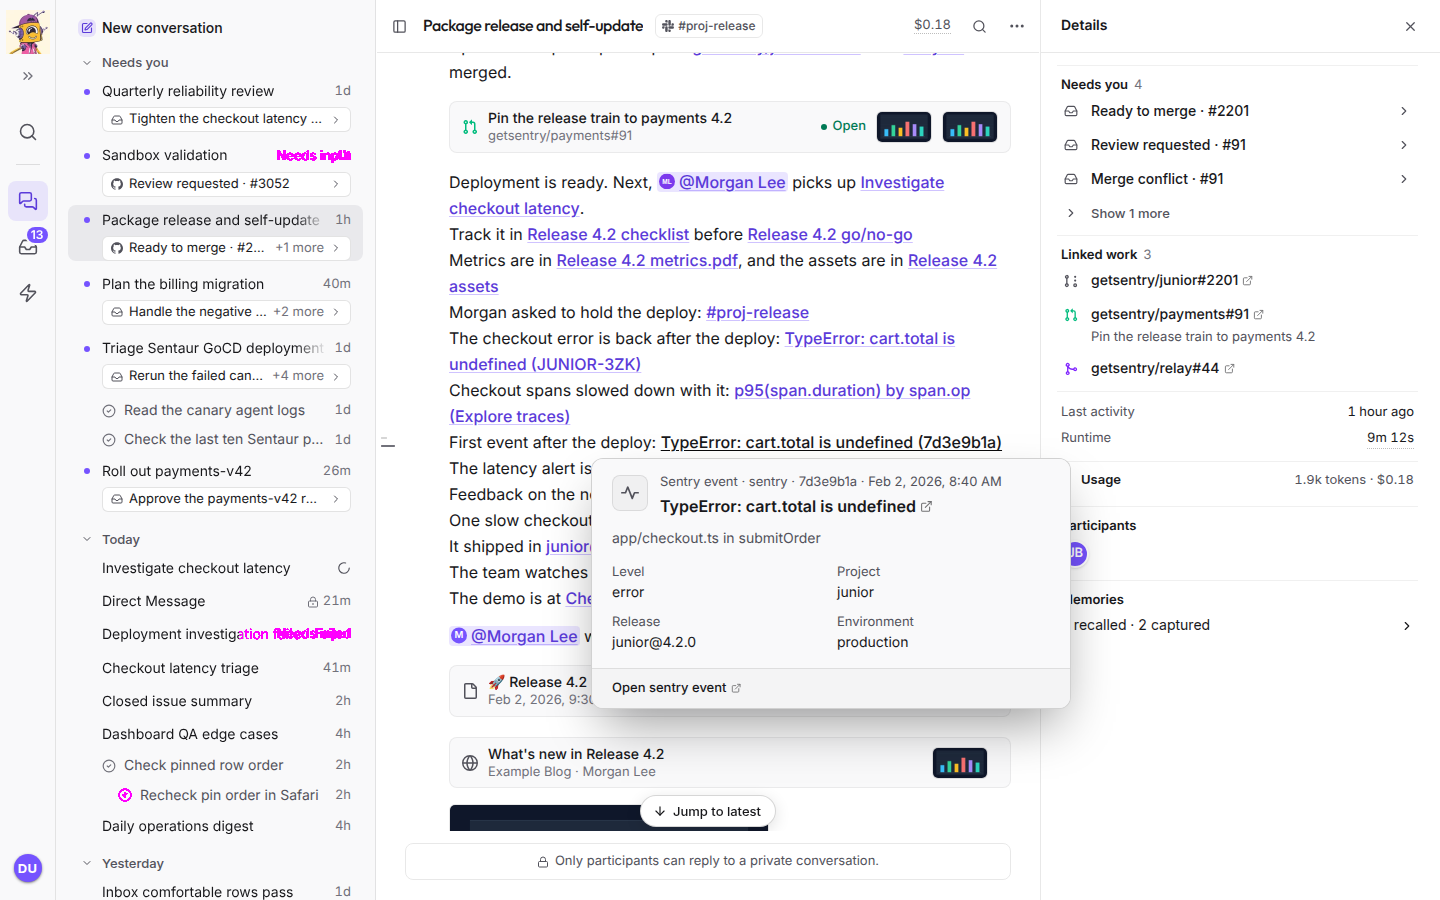 New conversation
Needs you
Quarterly reliability review 1d
Tighten the checkout latency ...
Sandbox validation
Review requested · #3052
Package release and self-update 1h
Ready to merge · #2... +1 more
Plan the billing migration 40m
Handle the negative ... +2 more
Triage Sentaur GoCD deployment 1d
Rerun the failed can... +4 more
Read the canary agent logs 1d
Check the last ten Sentaur p... 1d
Roll out payments-v42 26m
Approve the payments-v42 r...
Today
Investigate checkout latency
Direct Message 21m
Deployment investigation
Checkout latency triage 41m
Closed issue summary 2h
Dashboard QA edge cases 4h
Check pinned row order 2h
Recheck pin order in Safari 2h
Daily operations digest 4h
Yesterday
Inbox comfortable rows pass 1d
13
DU
Package release and self-update #proj-release $0.18
merged.
Pin the release train to payments 4.2
getsentry/payments#91
Open
Deployment is ready. Next, ML @Morgan Lee picks up Investigate
checkout latency.
Track it in Release 4.2 checklist before Release 4.2 go/no-go
Metrics are in Release 4.2 metrics.pdf, and the assets are in Release 4.2
assets
Morgan asked to hold the deploy: #proj-release
The checkout error is back after the deploy: TypeError: cart.total is
undefined (JUNIOR-3ZK)
Checkout spans slowed down with it: p95(span.duration) by span.op
(Explore traces)
First event after the deploy: TypeError: cart.total is undefined (7d3e9b1a)
The latency alert is
Feedback on the
One slow checkout
It shipped in junior
The team watches
The demo is at
M @Morgan Lee
🚀 Release 4.2
Feb 2, 2026,
What's new in Release 4.2
Example Blog · Morgan Lee
Jump to latest
Only participants can reply to a private conversation.
Sentry event · sentry · 7d3e9b1a · Feb 2, 2026, 8:40 AM
TypeError: cart.total is undefined
app/checkout.ts in submitOrder
Level Project
error junior
Release Environment
junior@4.2.0 production
Open sentry event
Details
Needs you 4
Ready to merge · #2201
Review requested · #91
Merge conflict · #91
Show 1 more
Linked work 3
getsentry/junior#2201
getsentry/payments#91
Pin the release train to payments 4.2
getsentry/relay#44
Last activity 1 hour ago
Runtime 9m 12s
Usage 1.9k tokens · $0.18
articipants
emories
recalled · 2 captured